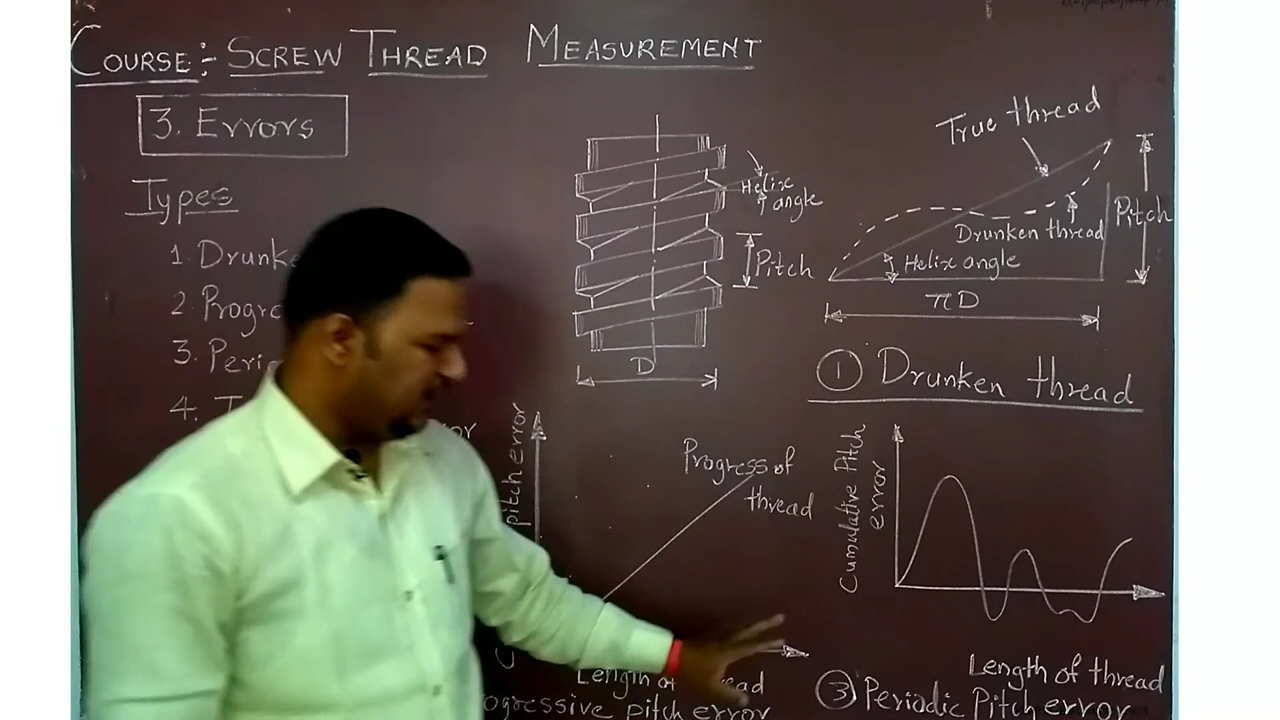 COURSE:- SCREW THREAD MEASUREMENT
3. Errors
Types
1. Drunke
2. Progre
3. Peri
4.
or
Helix
angle
Pitch
D
True thread
Pitch
Drunken thread
Helix angle
πD
1 Drunken thread
pitch error
Progress of
thread
Length of ead
ogressive pitch error
Cumulative Pitch
error
Length of thread
3 Periodic Pitch error